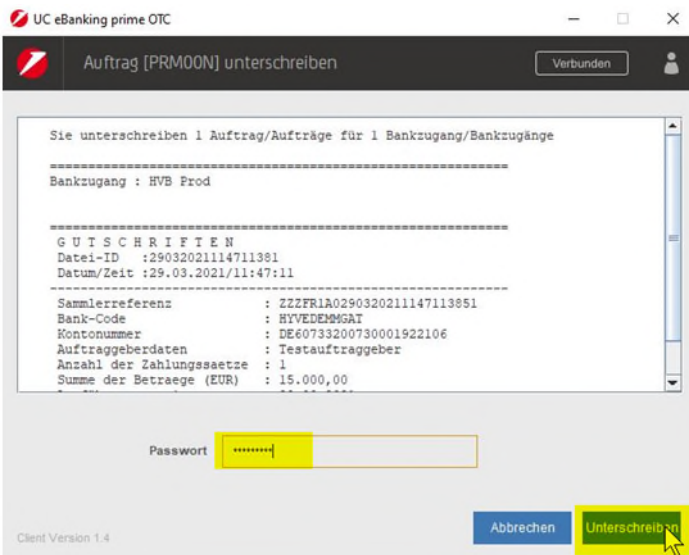 UC eBanking prime OTC
Auftrag [PRM00N] unterschreiben
Verbunden
Sie unterschreiben 1 Auftrag/Aufträge für 1 Bankzugang/Bankzugänge
==========================================================
Bankzugang : HVB Prod
==========================================================
G U T S C H R I F T E N
Datei-ID :29032021114711381
Datum/Zeit :29.03.2021/11:47:11
----------------------------------------------------------
Sammlerreferenz : ZZZFR1A0290320211147113851
Bank-Code : HYVEDEMMGAT
Kontonummer : DE60733200730001922106
Auftraggeberdaten : Testauftraggeber
Anzahl der Zahlungssaetze : 1
Summe der Betraege (EUR) : 15.000,00
Passwort *********
Abbrechen
Unterschreiben
Client Version 1.4